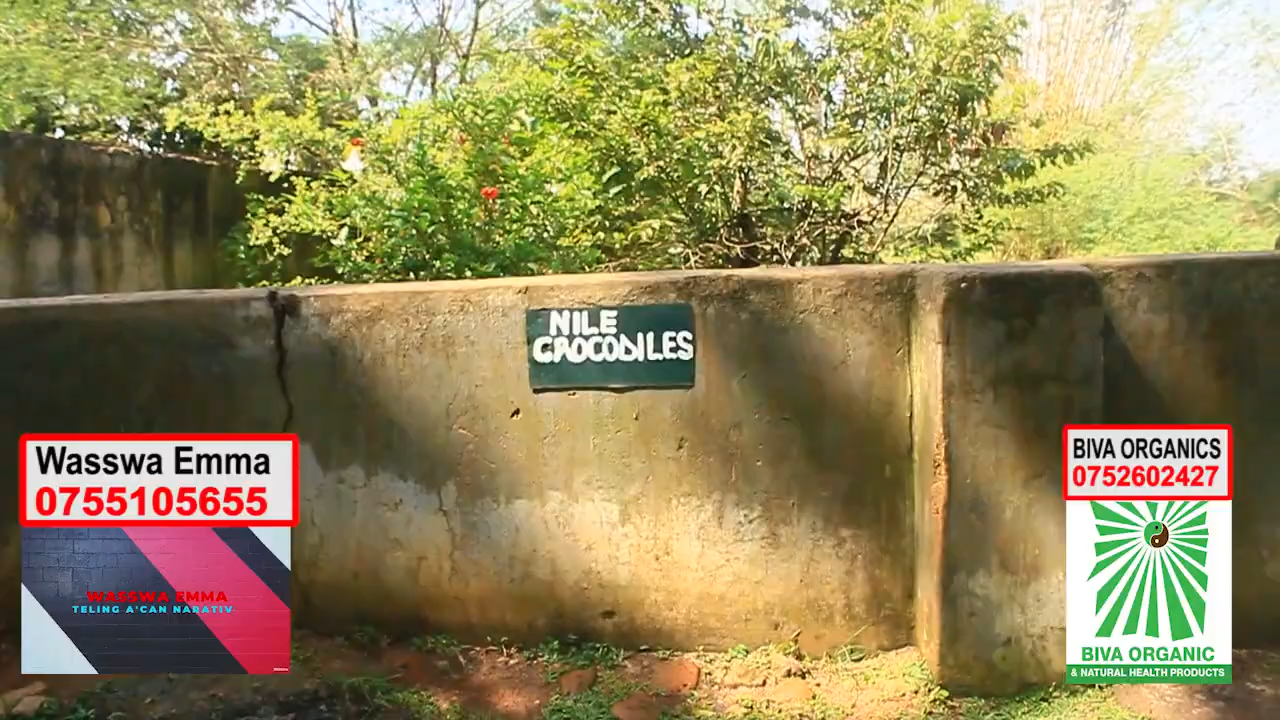 NILE
CROCODILES
Wasswa Emma
0755105655
WASSWA EMMA
TELING A'CAN NARATIV
BIVA ORGANICS
0752602427
BIVA ORGANIC
& NATURAL HEALTH PRODUCTS